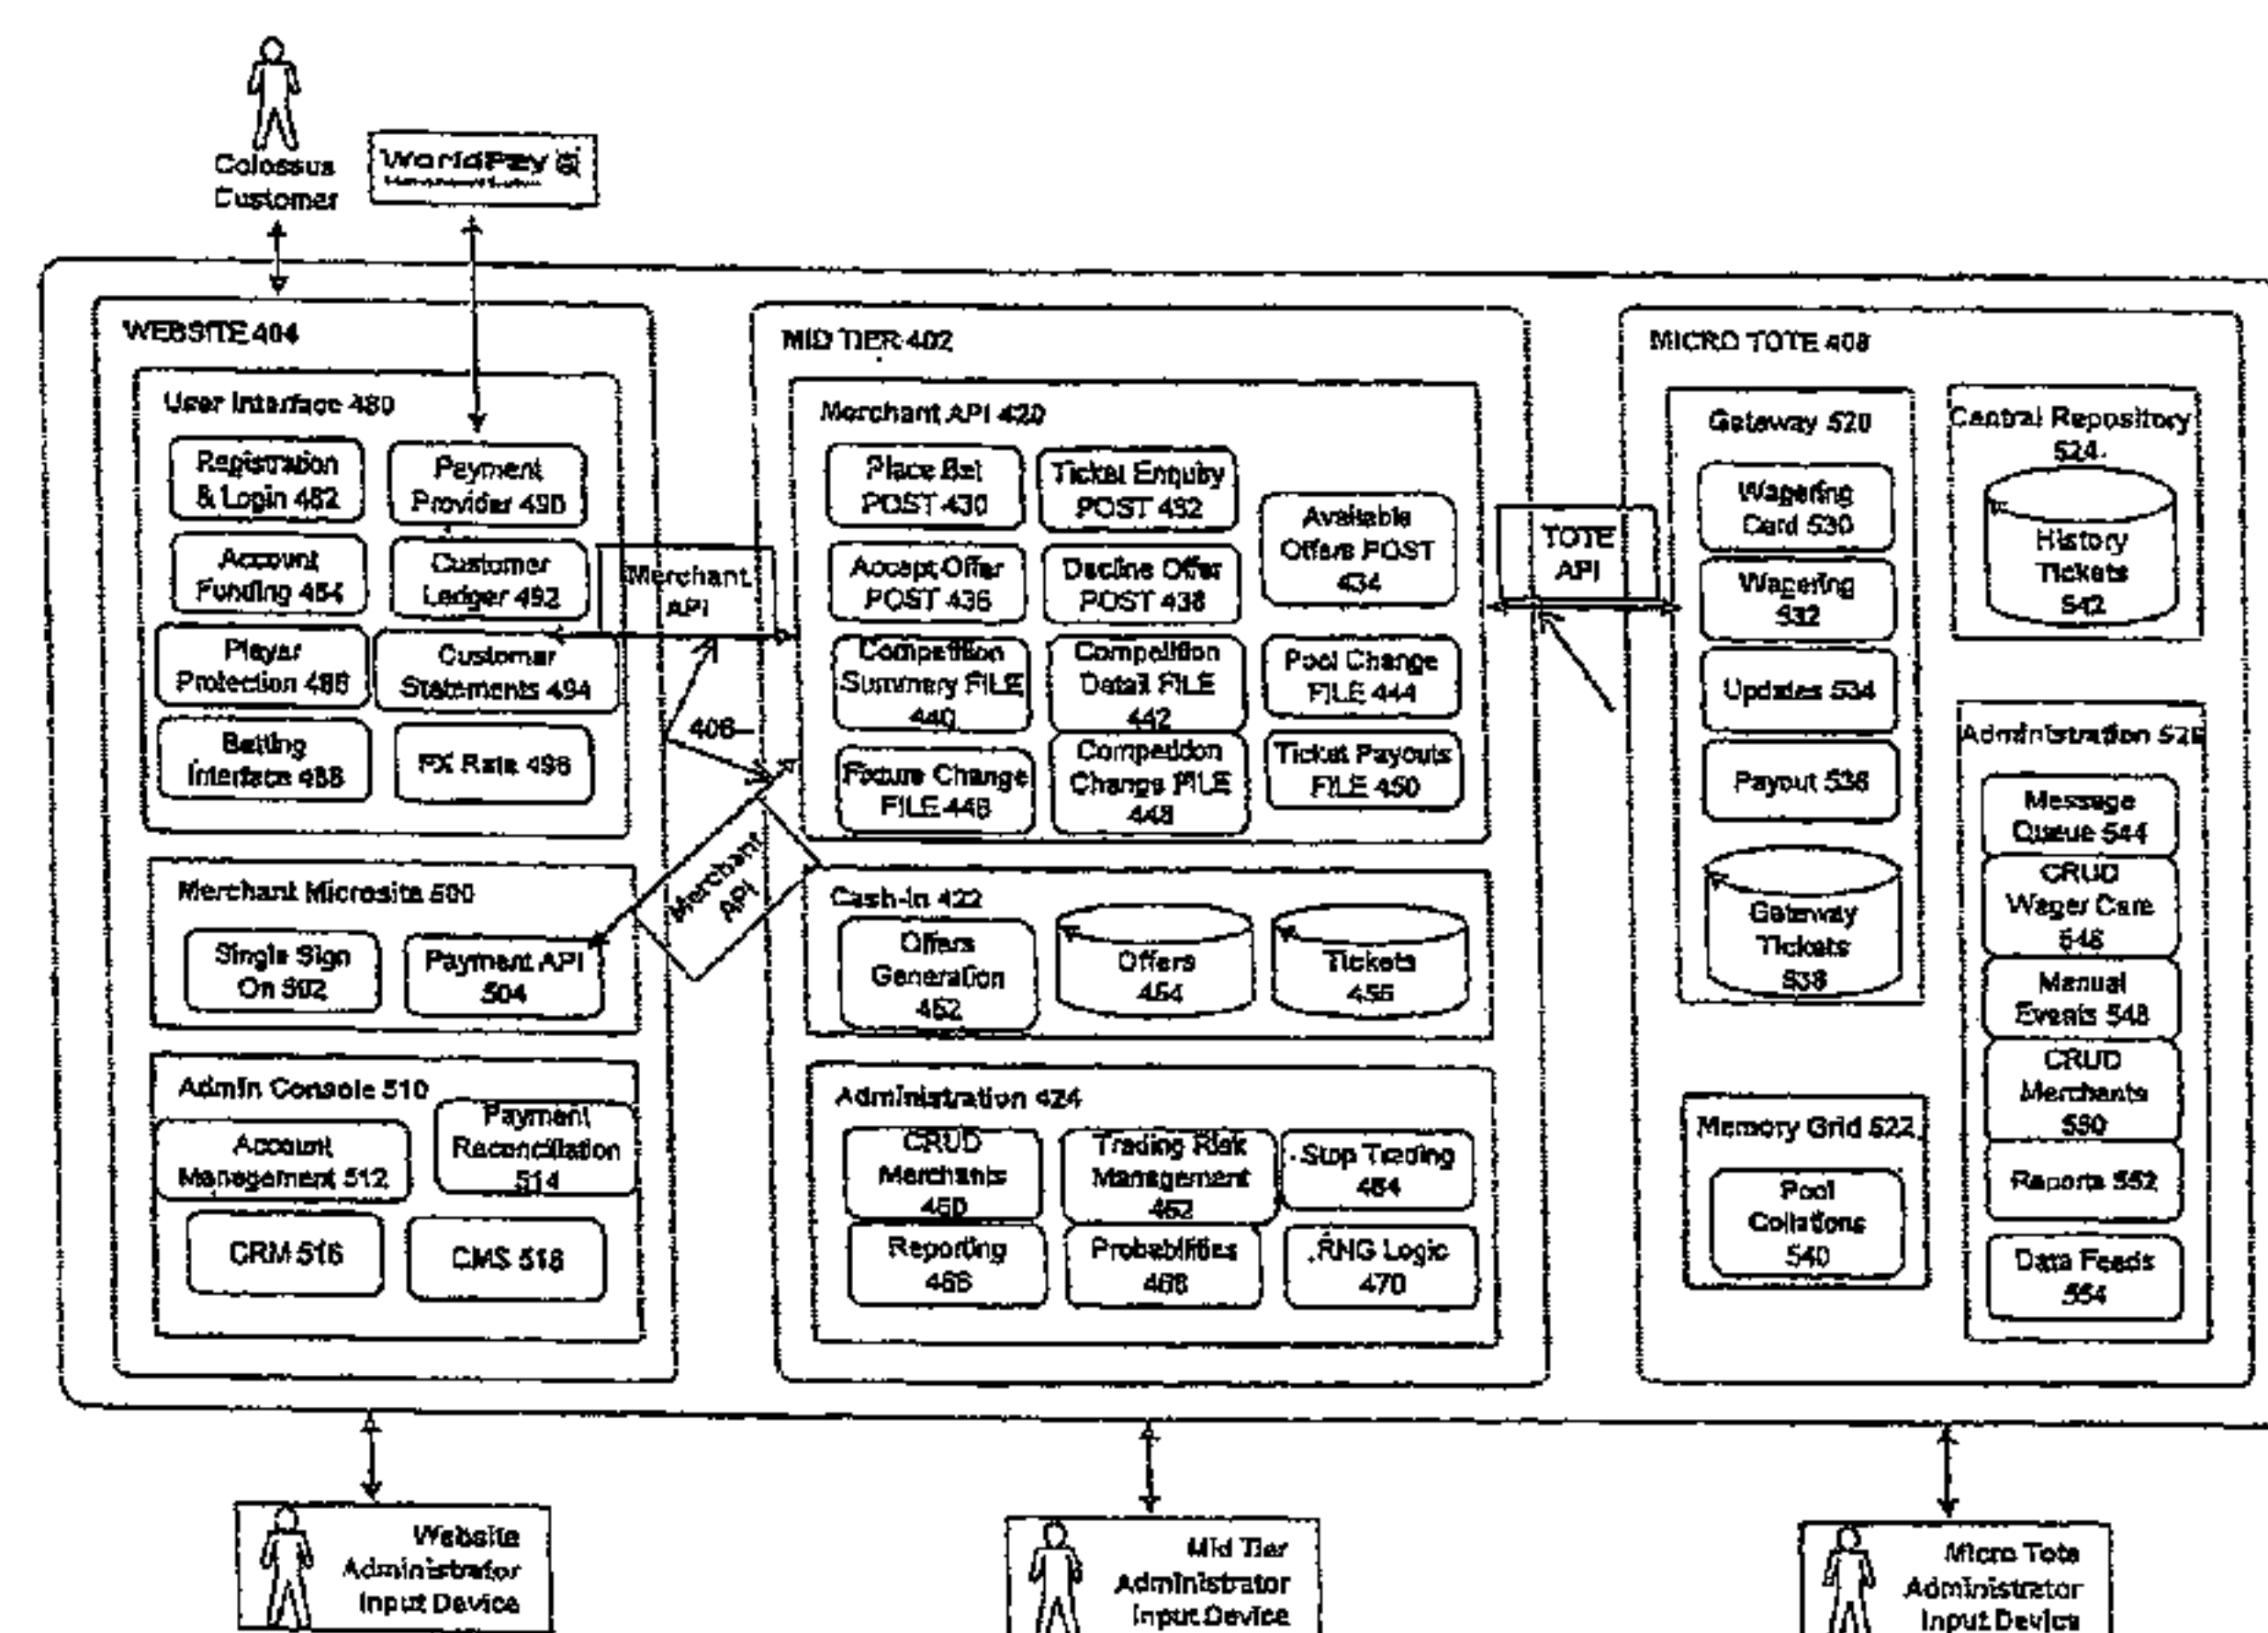 Colossus
Customer
WorldPay
WEBSITE 404
User Interface 480
Registration
& Login 482
Payment
Provider 490
Account
Funding 484
Customer
Ledger 492
Player
Protection 486
Customer
Statements 494
Betting
Interface 488
FX Rate 496
Merchant Microsite 500
Single Sign
On 502
Payment API
504
Admin Console 510
Account
Management 512
Payment
Reconciliation
514
CRM 516
CMS 518
Merchant
API
406
Merchant
API
MID TIER 402
Merchant API 420
Place Bet
POST 430
Ticket Enquiry
POST 432
Available
Offers POST
434
Accept Offer
POST 436
Decline Offer
POST 438
Competition
Summary FILE
440
Competition
Detail FILE
442
Pool Change
FILE 444
Fixture Change
FILE 446
Competition
Change FILE
448
Ticket Payouts
FILE 450
Cash-In 422
Offers
Generation
452
Offers
454
Tickets
456
Administration 424
CRUD
Merchants
460
Trading Risk
Management
462
Stop Trading
464
Reporting
466
Probabilities
468
RNG Logic
470
TOTE
API
MICRO TOTE 408
Gateway 520
Wagering
Card 530
Wagering
532
Updates 534
Payout 536
Gateway
Tickets
538
Memory Grid 522
Pool
Collations
540
Central Repository
524
History
Tickets
542
Administration 526
Message
Queue 544
CRUD
Wager Care
546
Manual
Events 548
CRUD
Merchants
550
Reports 552
Data Feeds
554
Website
Administrator
Input Device
Mid Tier
Administrator
Input Device
Micro Tote
Administrator
Input Device